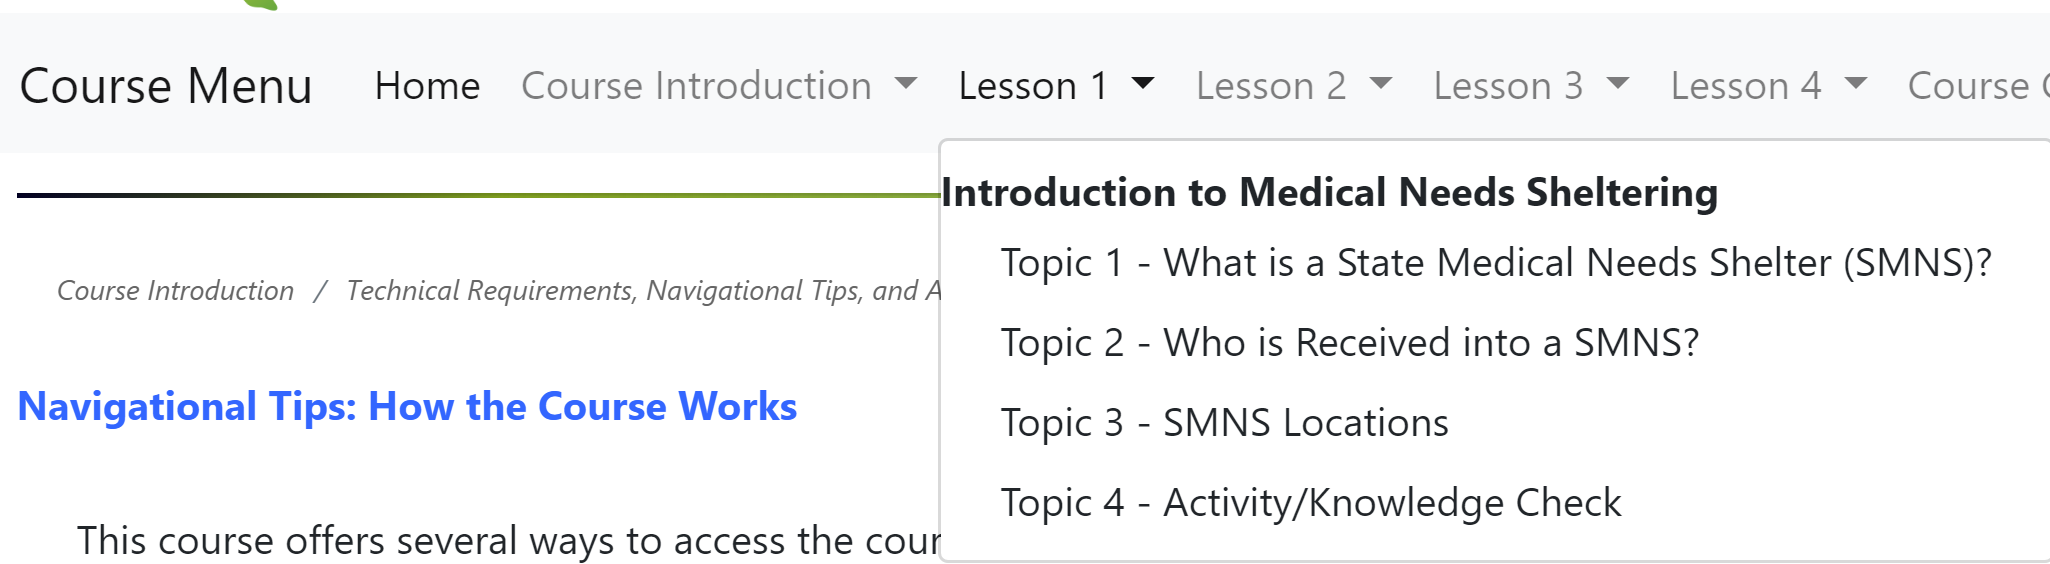 Course Menu Home Course Introduction Lesson 1 Lesson 2 Lesson 3 Lesson 4 Course
Introduction to Medical Needs Sheltering
Topic 1 - What is a State Medical Needs Shelter (SMNS)?
Topic 2 - Who is Received into a SMNS?
Topic 3 - SMNS Locations
Topic 4 - Activity/Knowledge Check
Course Introduction / Technical Requirements, Navigational Tips, and
Navigational Tips: How the Course Works
This course offers several ways to access the